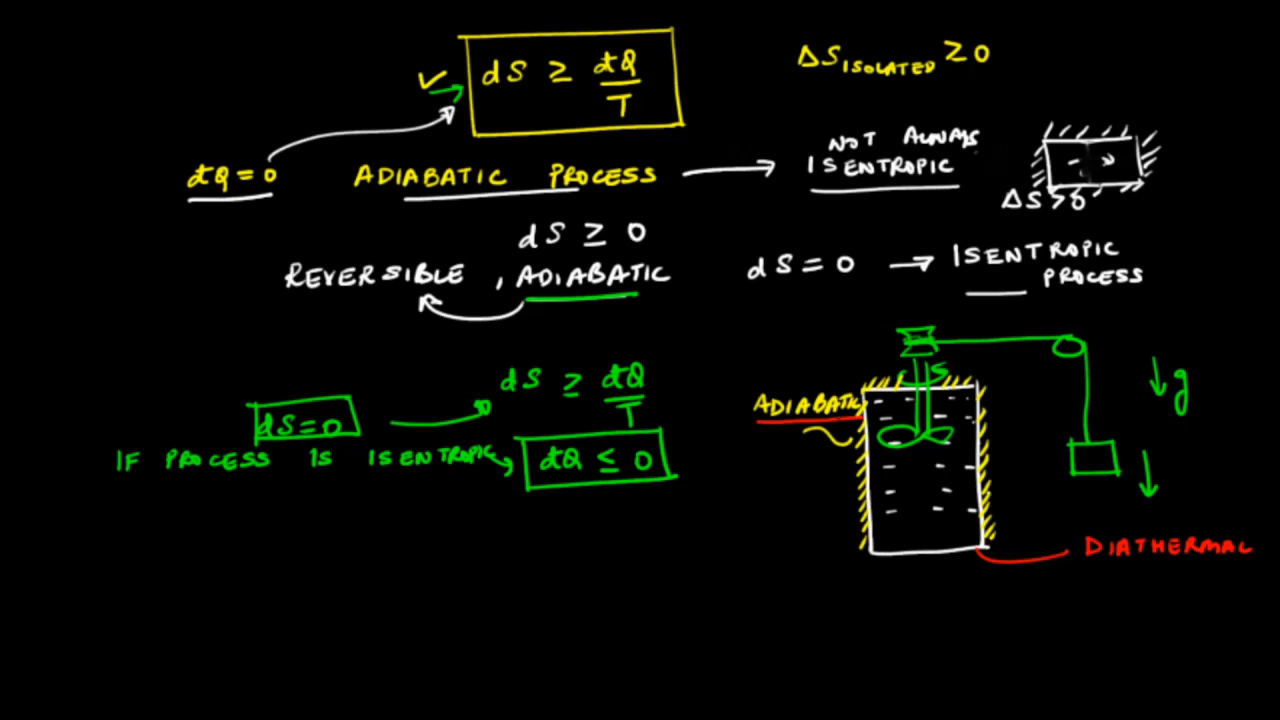 dS ≥ đQ/T
ΔS ISOLATED ≥ 0
đQ = 0 ADIABATIC PROCESS → NOT ALWAYS
ISENTROPIC
ΔS > 0
dS ≥ 0
REVERSIBLE , ADIABATIC
dS = 0 → ISENTROPIC
PROCESS
dS ≥ đQ/T
dS = 0
IF PROCESS IS ISENTROPIC
đQ ≤ 0
ADIABATIC
↓ g
DIATHERMAL